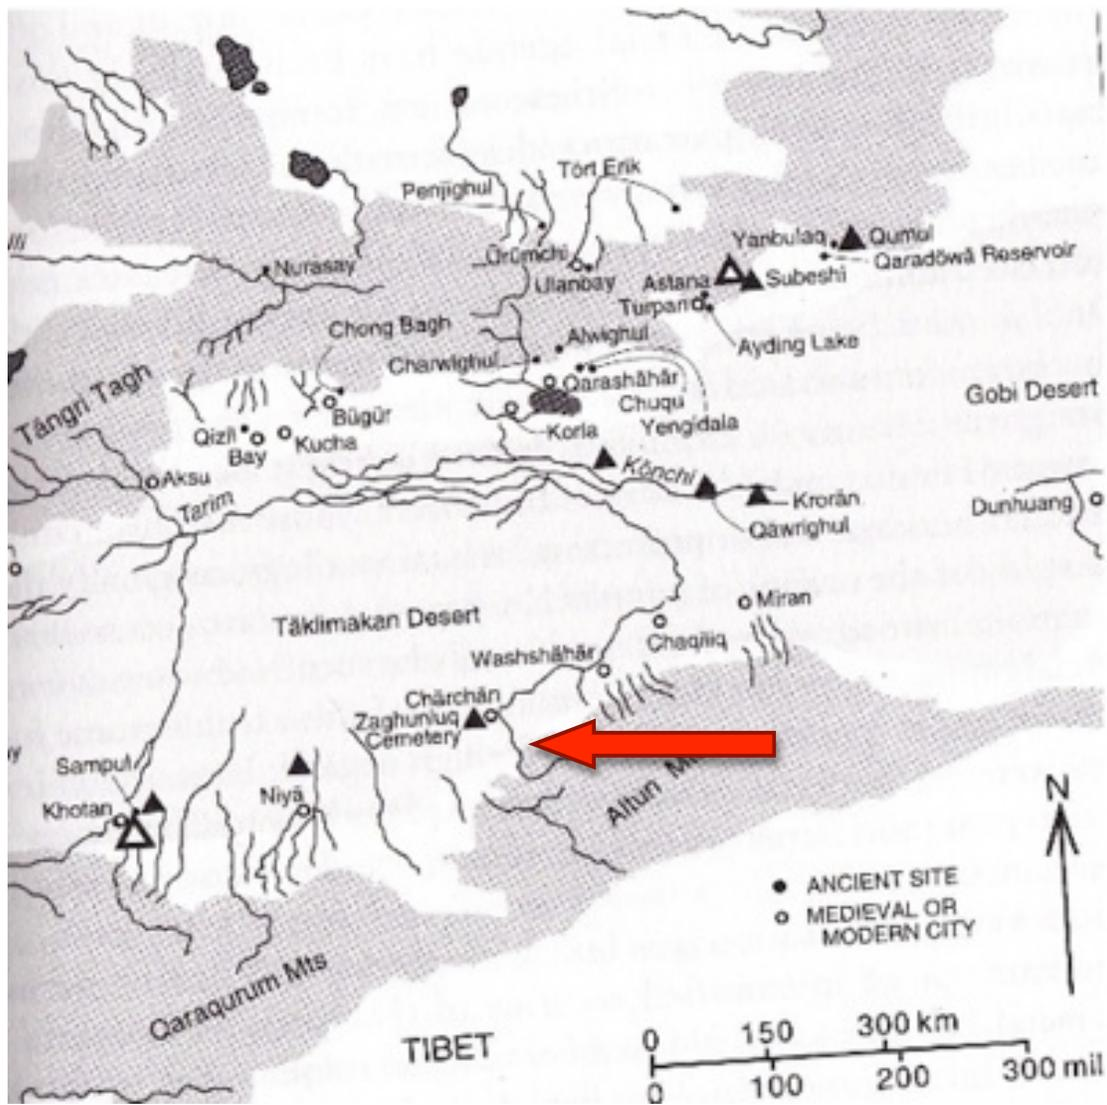 Tört Erik
Penjighul
Ürümchi
Ulanbay
Yanbulaq
Qumul
Qaradöwä Reservoir
Nurasay
Astana
Subeshi
Turpan
Ayding Lake
Chong Bagh
Alwighul
Charwighul
Qarashähär
Chuqu
Yengidala
Gobi Desert
Tängri Tagh
Bügür
Qizil
Bay
Kucha
Korla
Aksu
Könchi
Tarim
Krorän
Qäwrighul
Dunhuang
Miran
Täklimakan Desert
Chaqiliq
Washshähär
Chärchän
Zaghunluq
Cemetery
Sampul
Khotan
Niyä
Altun
N
ANCIENT SITE
MEDIEVAL OR
MODERN CITY
Qaraqurum Mts
TIBET
0 150 300 km
0 100 200 300 mil